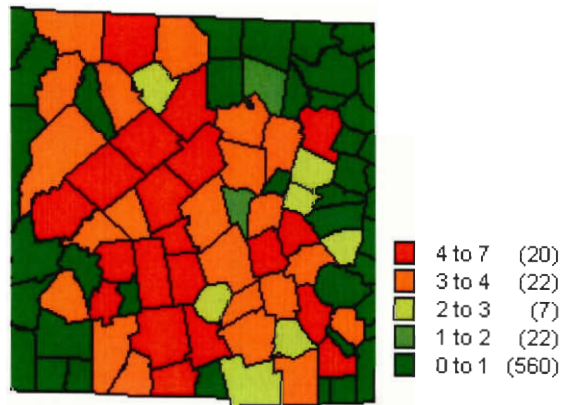 4 to 7 (20)
3 to 4 (22)
2 to 3 (7)
1 to 2 (22)
0 to 1 (560)